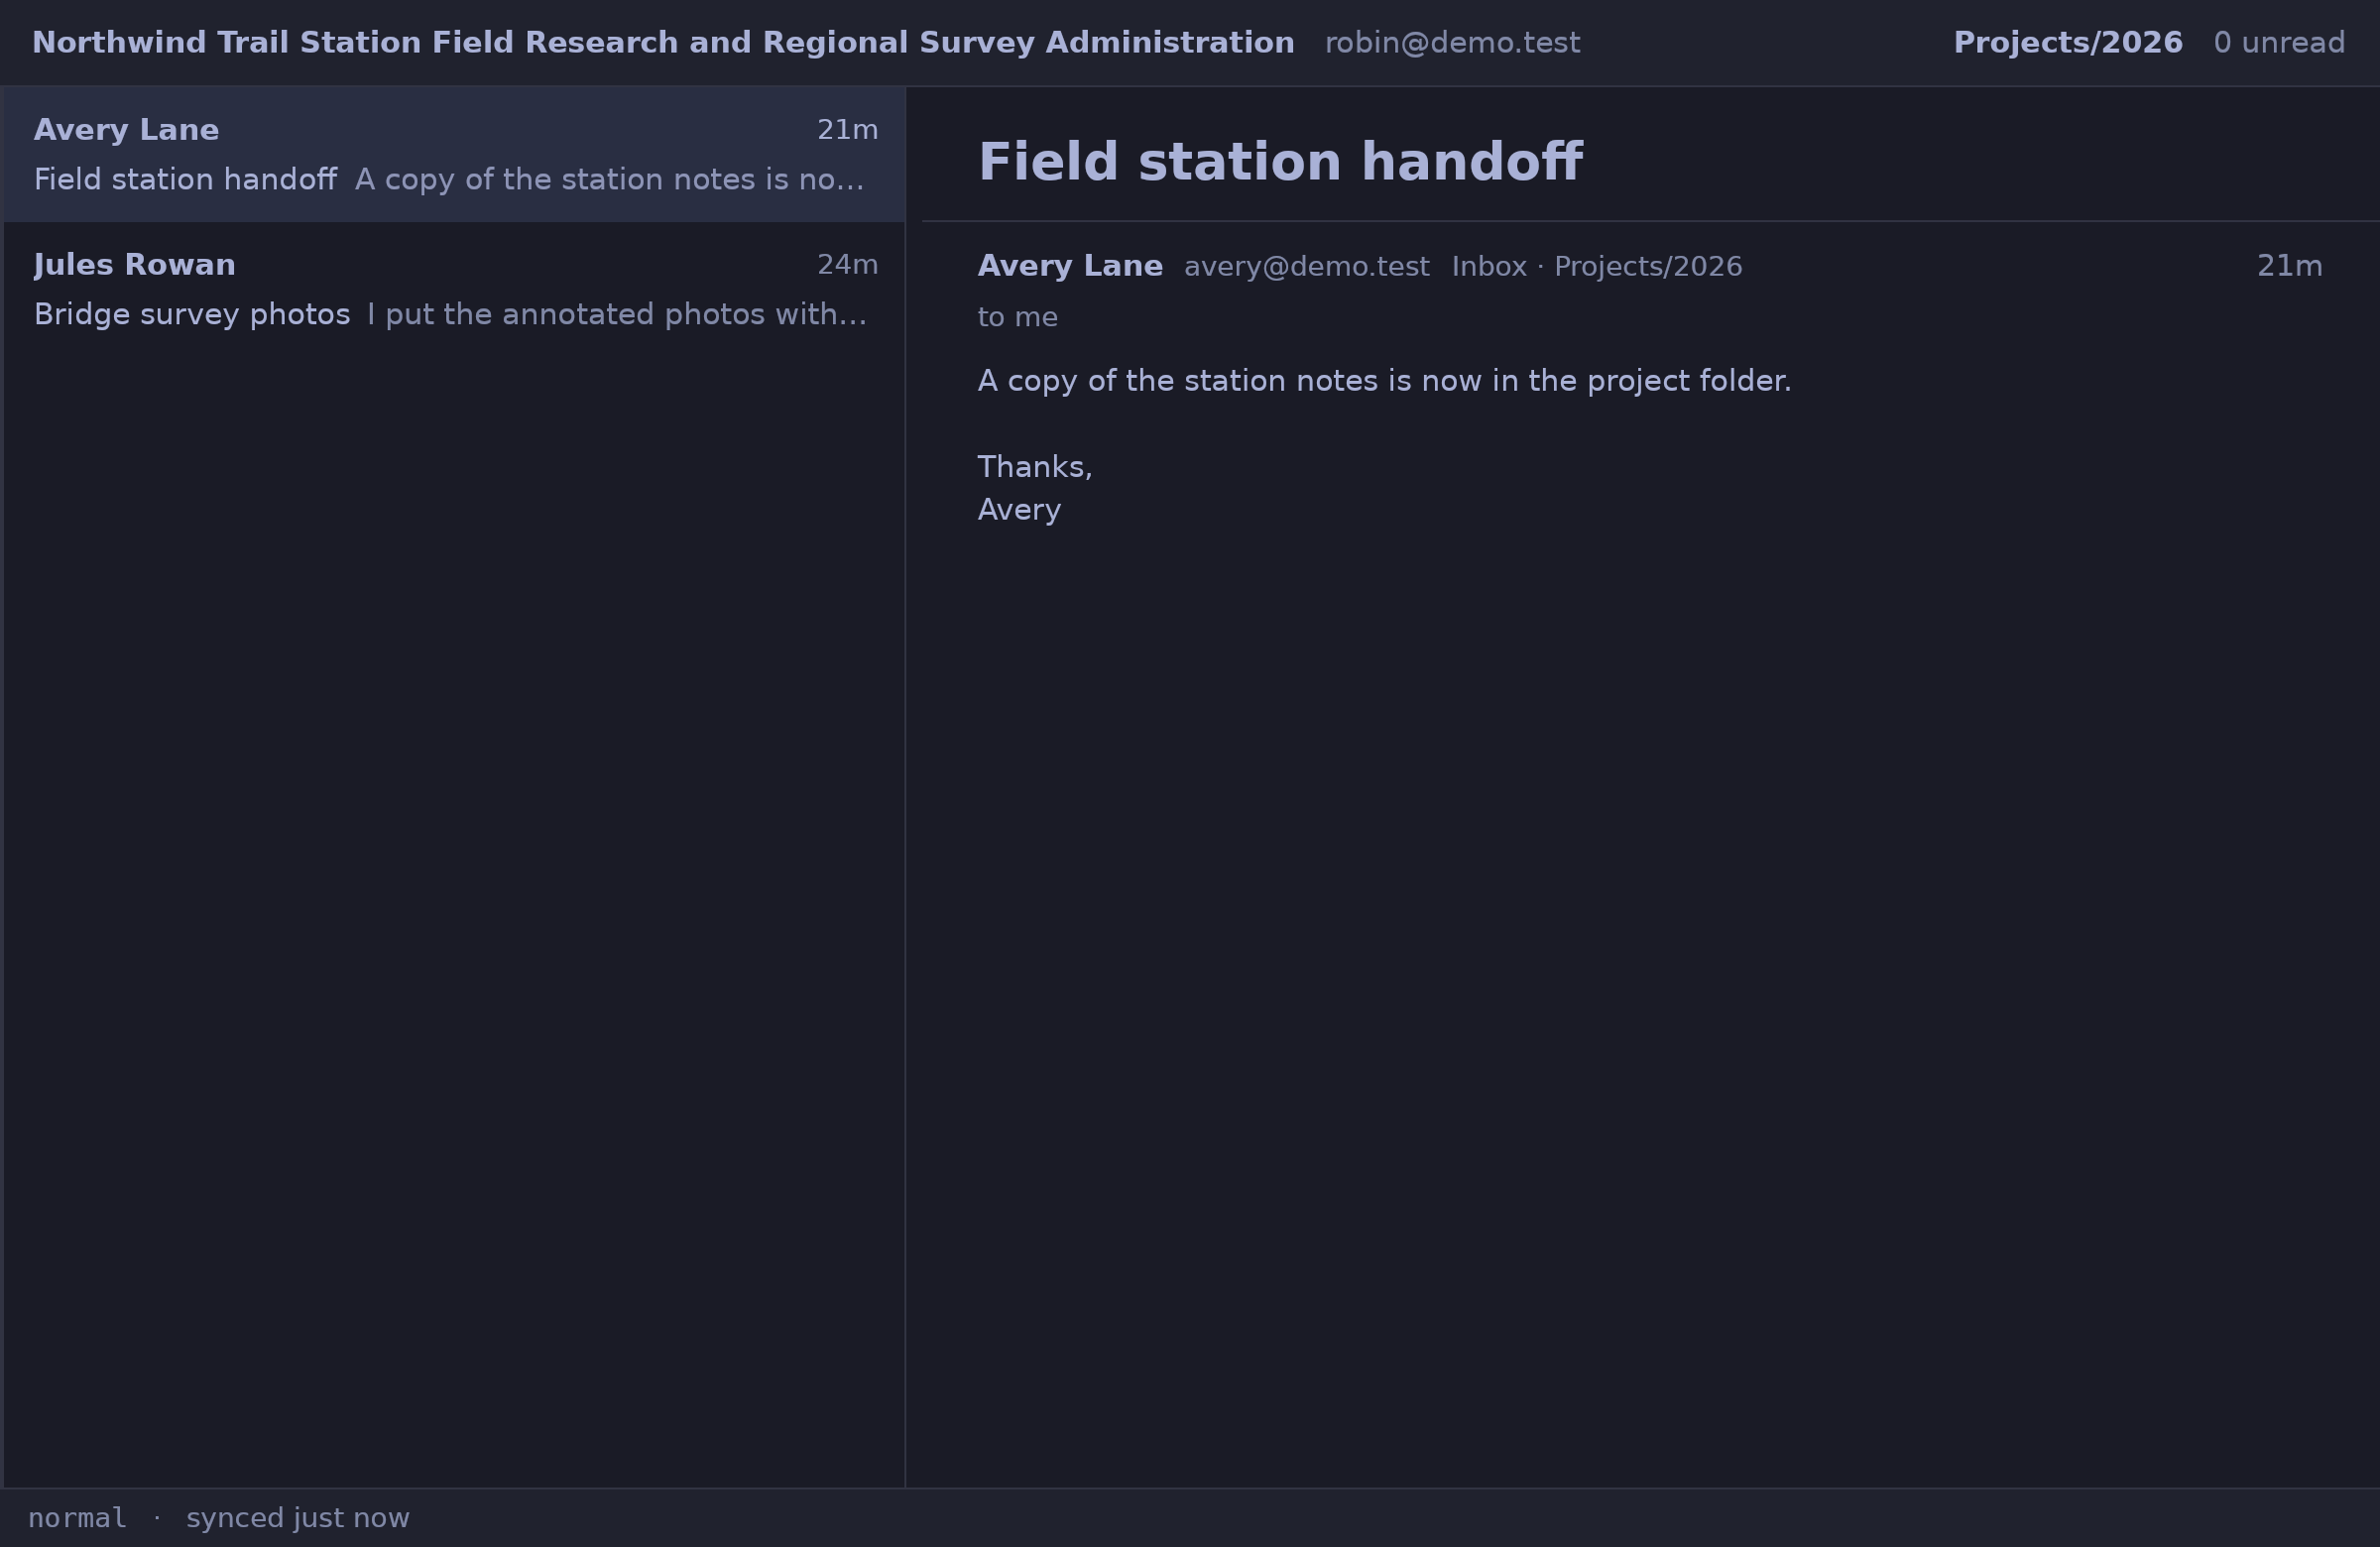 Northwind Trail Station Field Research and Regional Survey Administration robin@demo.test Projects/2026 0 unread
Avery Lane 21m
Field station handoff A copy of the station notes is no…
Jules Rowan 24m
Bridge survey photos I put the annotated photos with…
Field station handoff
Avery Lane avery@demo.test Inbox · Projects/2026 21m
to me
A copy of the station notes is now in the project folder.
Thanks,
Avery
normal · synced just now